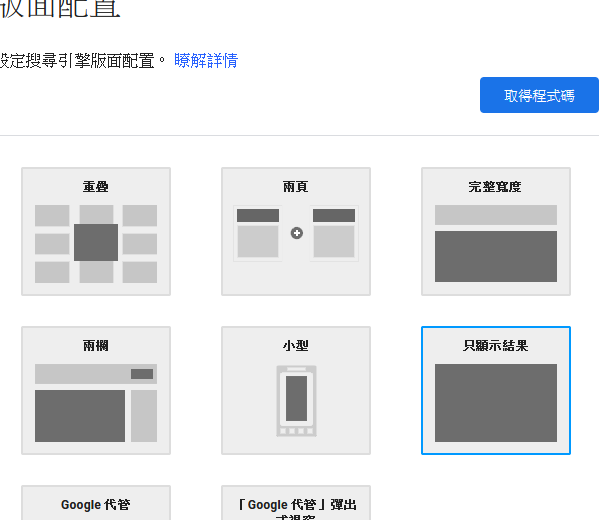 版面配置
設定搜尋引擎版面配置。 瞭解詳情
取得程式碼
重疊
兩頁
完整寬度
兩欄
小型
只顯示結果
Google 代管
「Google 代管」彈出
式視窗